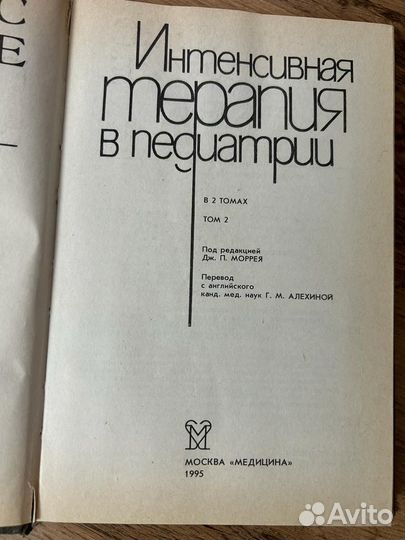 С
Е
Интенсивная
терапия
в педиатрии
В 2 ТОМАХ
ТОМ 2
Под редакцией
Дж. П. МОРРЕЯ
Перевод
с английского
канд. мед. наук Г. М. АЛЕХИНОЙ
МОСКВА «МЕДИЦИНА»
1995
Avito